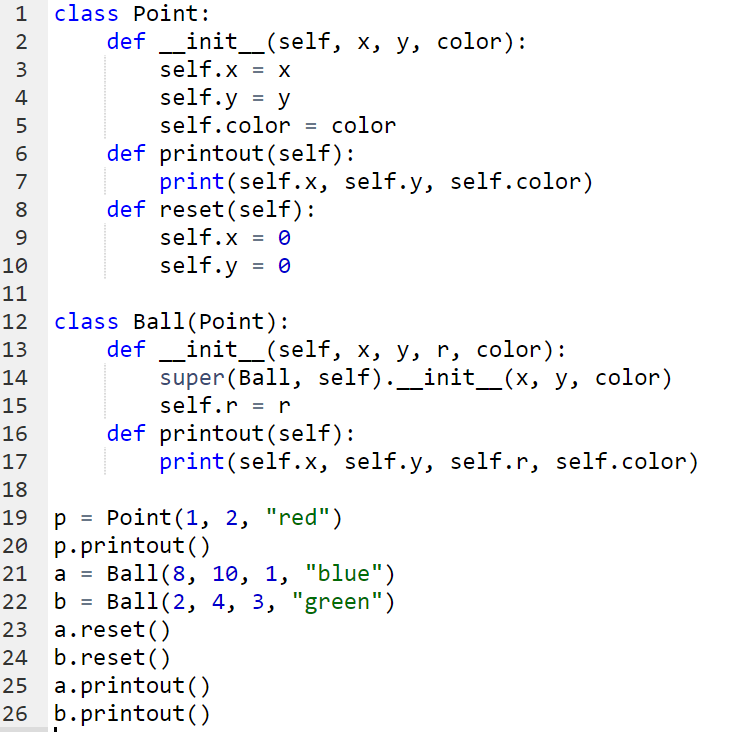 1 class Point:
2     def __init__(self, x, y, color):
3         self.x = x
4         self.y = y
5         self.color = color
6     def printout(self):
7         print(self.x, self.y, self.color)
8     def reset(self):
9         self.x = 0
10         self.y = 0
11
12 class Ball(Point):
13     def __init__(self, x, y, r, color):
14         super(Ball, self).__init__(x, y, color)
15         self.r = r
16     def printout(self):
17         print(self.x, self.y, self.r, self.color)
18
19 p = Point(1, 2, "red")
20 p.printout()
21 a = Ball(8, 10, 1, "blue")
22 b = Ball(2, 4, 3, "green")
23 a.reset()
24 b.reset()
25 a.printout()
26 b.printout()